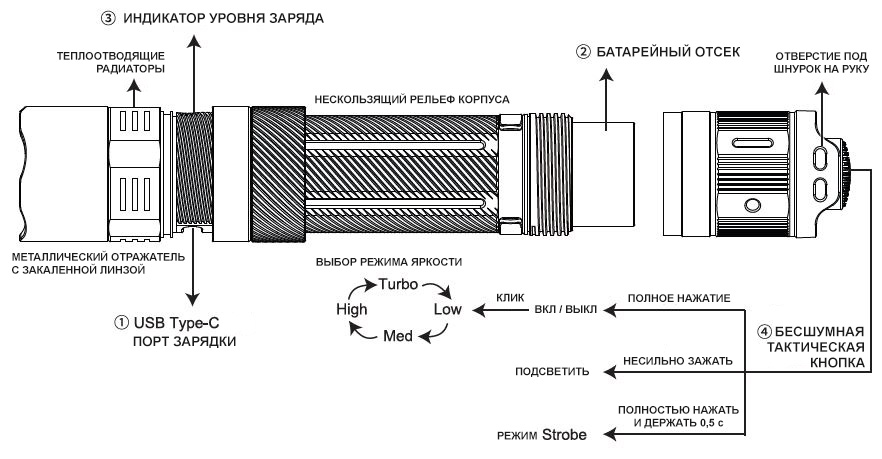 ③ ИНДИКАТОР УРОВНЯ ЗАРЯДА
ТЕПЛООТВОДЯЩИЕ
РАДИАТОРЫ
НЕСКОЛЬЗЯЩИЙ РЕЛЬЕФ КОРПУСА
② БАТАРЕЙНЫЙ ОТСЕК
ОТВЕРСТИЕ ПОД
ШНУРОК НА РУКУ
МЕТАЛЛИЧЕСКИЙ ОТРАЖАТЕЛЬ
С ЗАКАЛЕННОЙ ЛИНЗОЙ
① USB Type-C
ПОРТ ЗАРЯДКИ
ВЫБОР РЕЖИМА ЯРКОСТИ
Turbo
High
Low
Med
КЛИК
ВКЛ / ВЫКЛ
ПОЛНОЕ НАЖАТИЕ
④ БЕСШУМНАЯ
ТАКТИЧЕСКАЯ
КНОПКА
ПОДСВЕТИТЬ
НЕСИЛЬНО ЗАЖАТЬ
РЕЖИМ Strobe
ПОЛНОСТЬЮ НАЖАТЬ
И ДЕРЖАТЬ 0,5 с